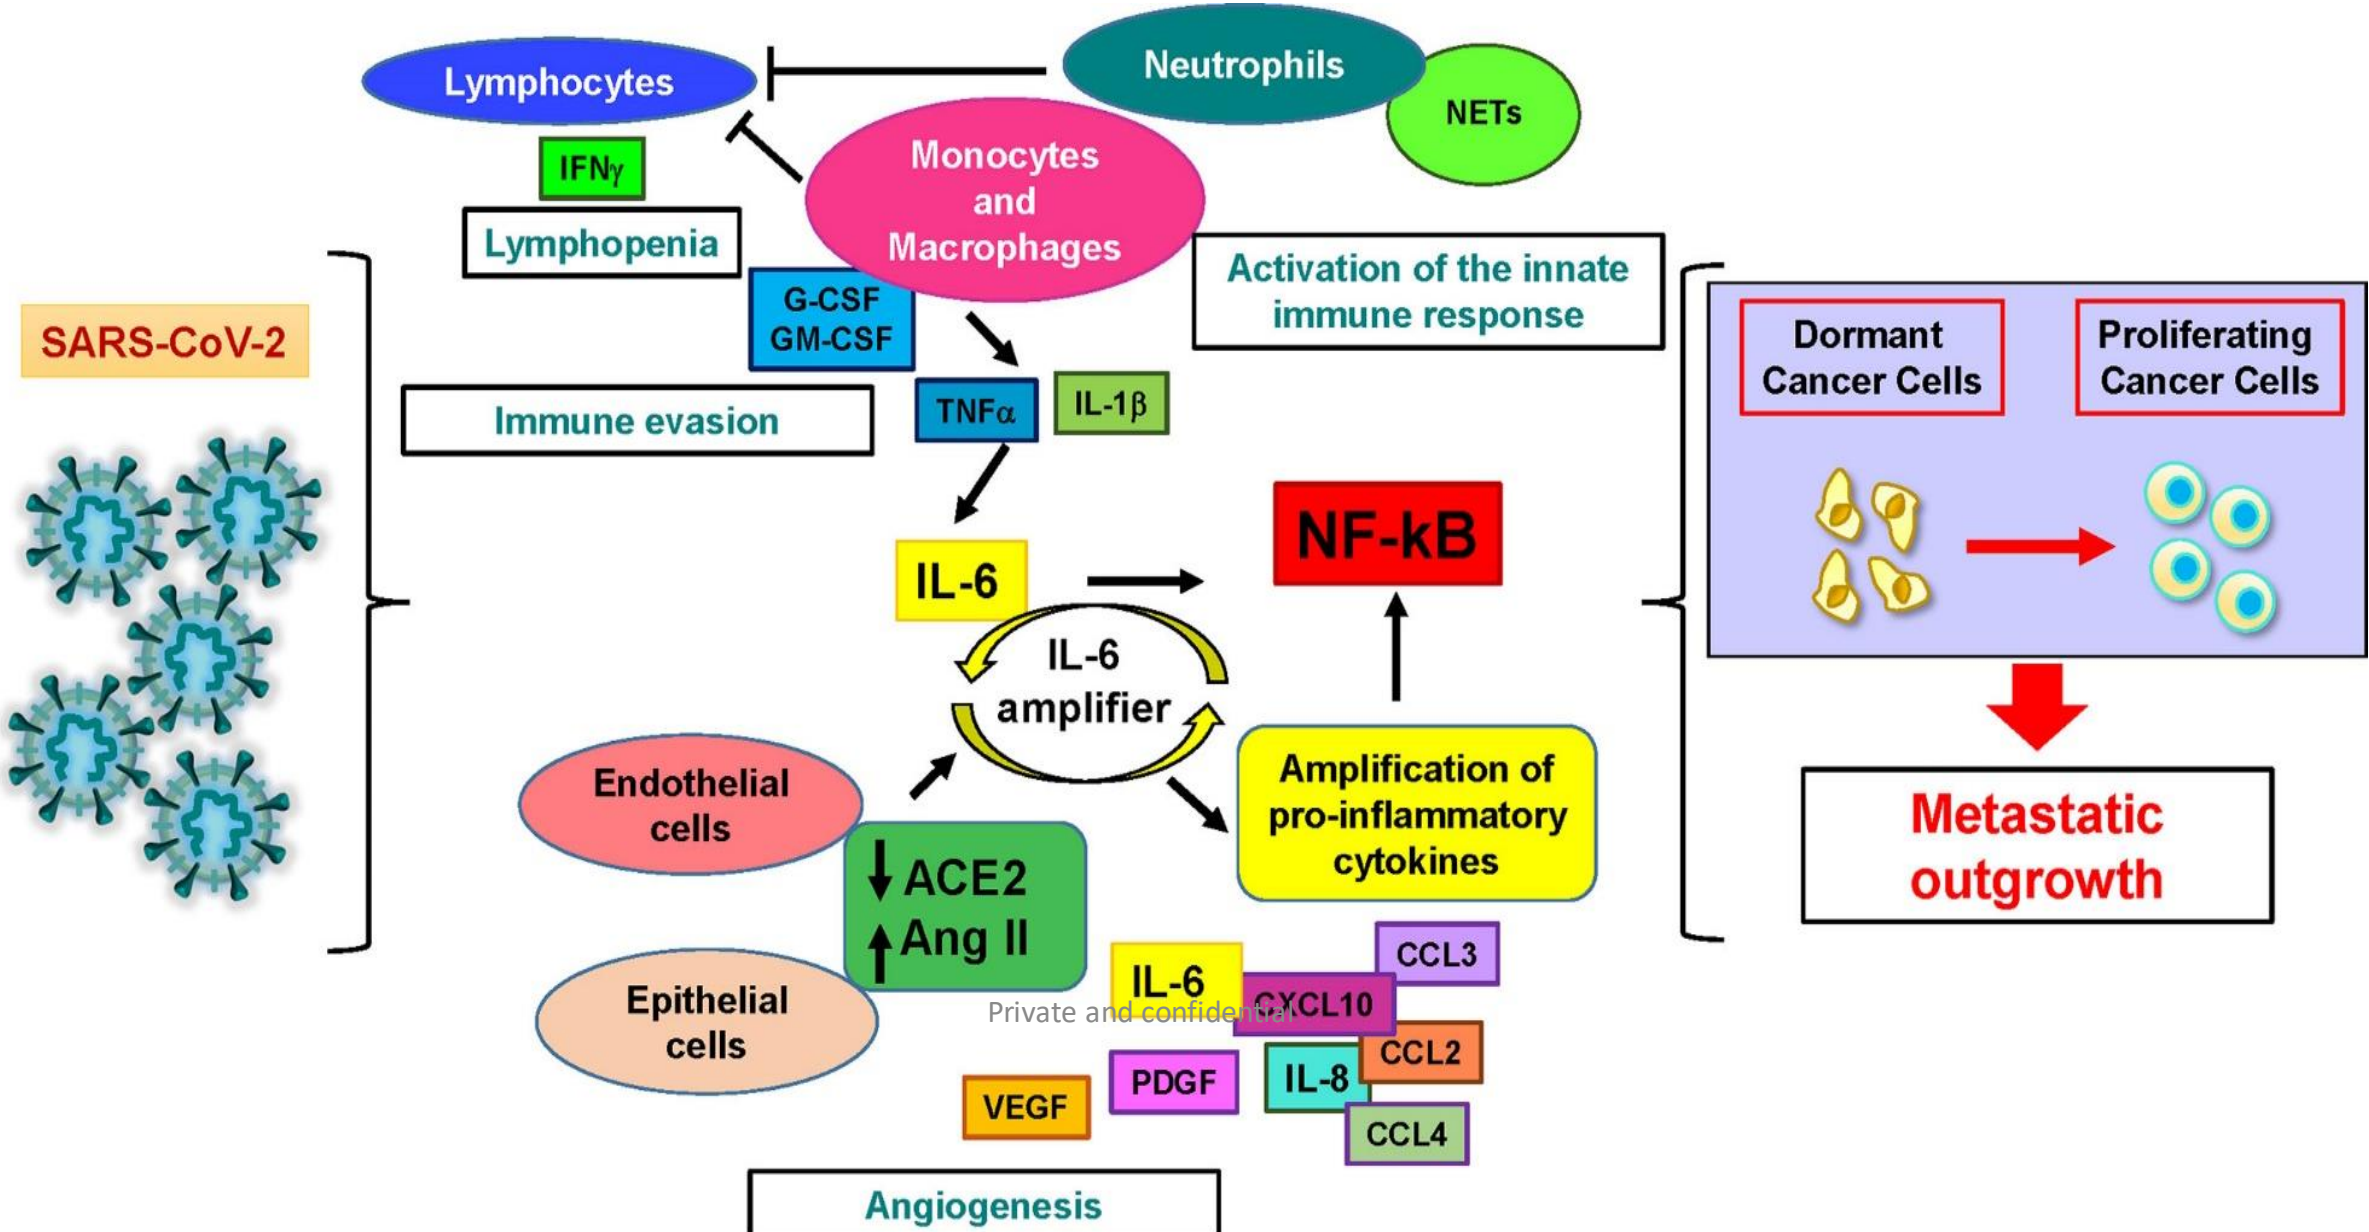 Lymphocytes
Neutrophils
NETs
IFNγ
Monocytes
and
Macrophages
Lymphopenia
Activation of the innate
immune response
G-CSF
GM-CSF
SARS-CoV-2
Dormant
Cancer Cells
Proliferating
Cancer Cells
Immune evasion
TNFα
IL-1β
NF-kB
IL-6
IL-6
amplifier
Endothelial
cells
Amplification of
pro-inflammatory
cytokines
Metastatic
outgrowth
↓ ACE2
↑ Ang II
Epithelial
cells
IL-6
CCL3
CXCL10
Private and confidential
CCL2
PDGF
IL-8
VEGF
CCL4
Angiogenesis